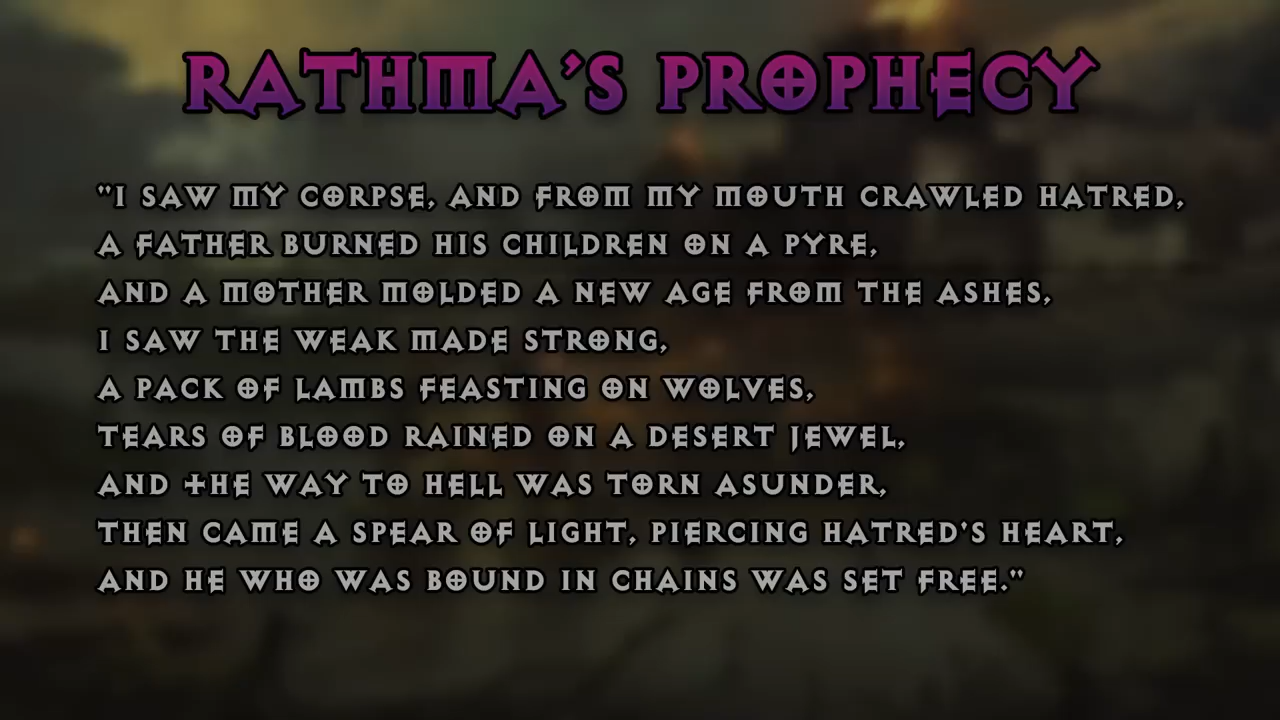 RATHMA'S PROPHECY
"I SAW MY CORPSE, AND FROM MY MOUTH CRAWLED HATRED,
A FATHER BURNED HIS CHILDREN ON A PYRE,
AND A MOTHER MOLDED A NEW AGE FROM THE ASHES,
I SAW THE WEAK MADE STRONG,
A PACK OF LAMBS FEASTING ON WOLVES,
TEARS OF BLOOD RAINED ON A DESERT JEWEL,
AND THE WAY TO HELL WAS TORN ASUNDER,
THEN CAME A SPEAR OF LIGHT, PIERCING HATRED'S HEART,
AND HE WHO WAS BOUND IN CHAINS WAS SET FREE."